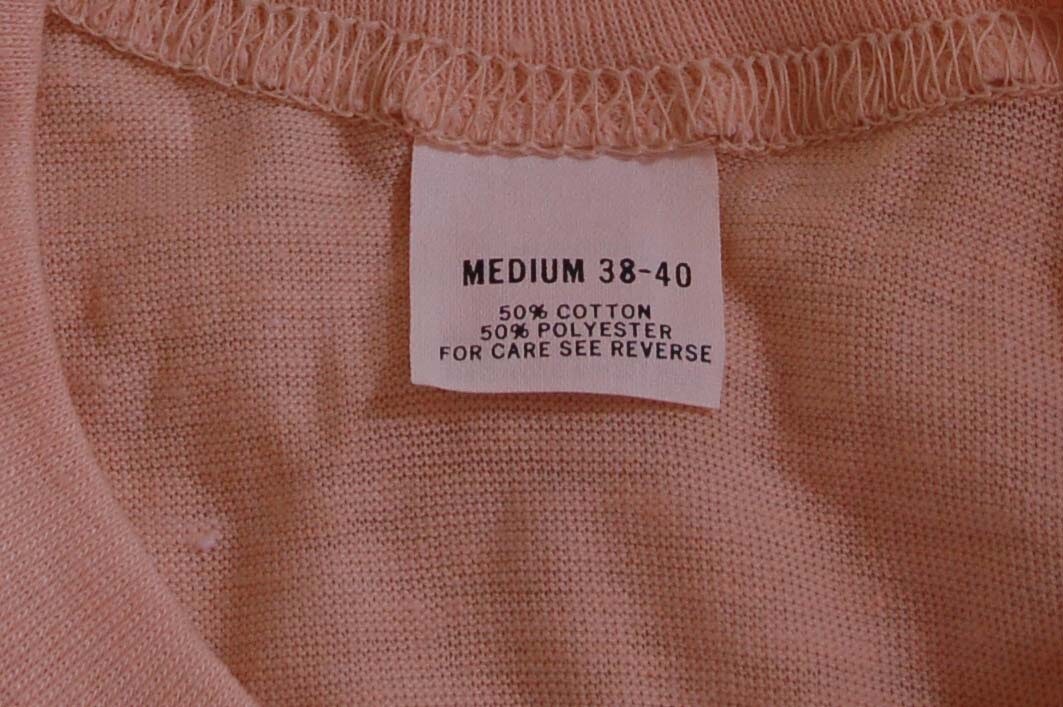 MEDIUM 38-40
50% COTTON
50% POLYESTER
FOR CARE SEE REVERSE